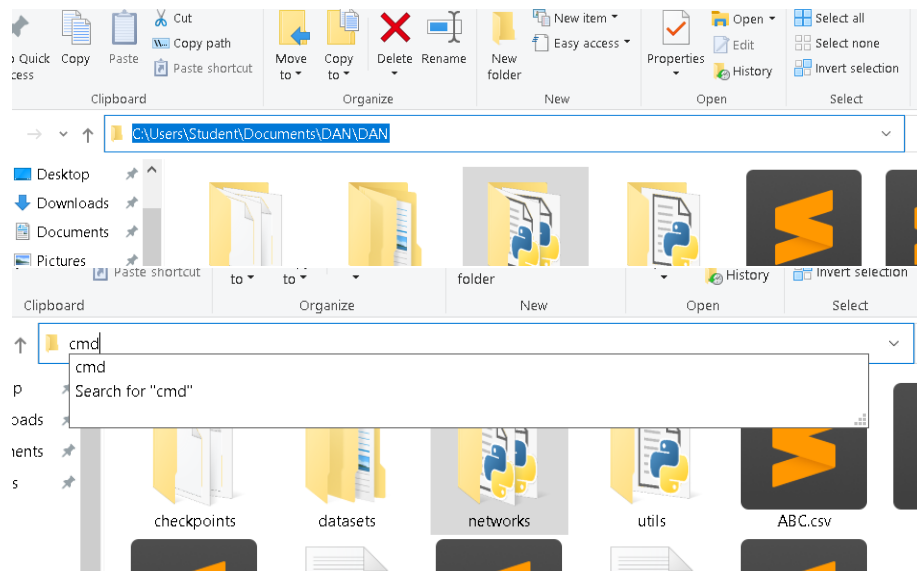 Cut
Copy path
Paste shortcut
Quick
cess
Copy
Paste
Move
to
Copy
to
Delete
Rename
New
folder
New item
Easy access
Properties
Open
Edit
History
Select all
Select none
Invert selection
Clipboard
Organize
New
Open
Select
C:\Users\Student\Documents\DAN\DAN
Desktop
Downloads
Documents
Pictures
Paste shortcut
to
to
folder
History
Invert selection
Clipboard
Organize
New
Open
Select
cmd
cmd
Search for "cmd"
p
oads
ents
s
checkpoints
datasets
networks
utils
ABC.csv